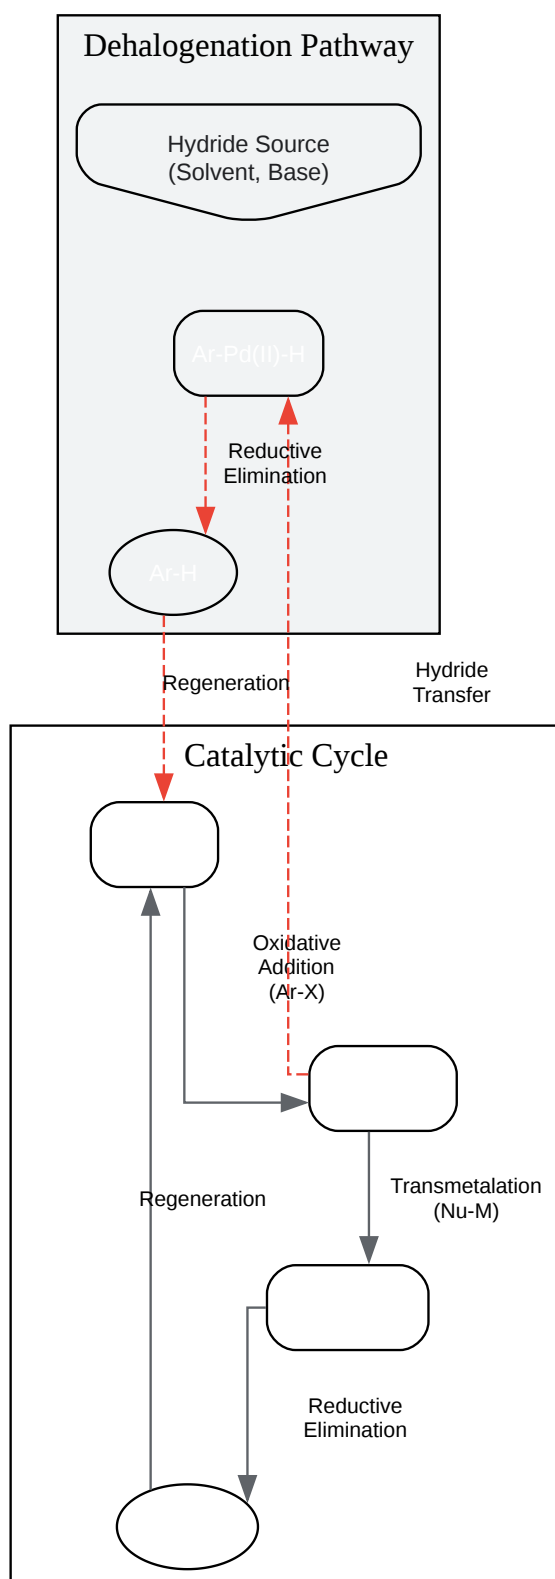 Dehalogenation Pathway
Hydride Source
(Solvent, Base)
Ar-Pd(II)-H
Reductive
Elimination
Ar-H
Regeneration
Hydride
Transfer
Catalytic Cycle
Oxidative
Addition
(Ar-X)
Transmetalation
(Nu-M)
Regeneration
Reductive
Elimination